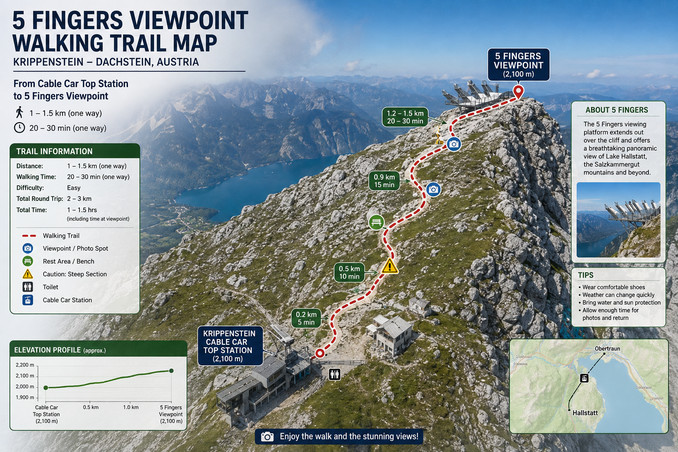 5 FINGERS VIEWPOINT
WALKING TRAIL MAP
KRIPPENSTEIN – DACHSTEIN, AUSTRIA
From Cable Car Top Station
to 5 Fingers Viewpoint
1 – 1.5 km (one way)
20 – 30 min (one way)
TRAIL INFORMATION
Distance: 1 – 1.5 km (one way)
Walking Time: 20 – 30 min (one way)
Difficulty: Easy
Total Round Trip: 2 – 3 km
Total Time: 1 – 1.5 hrs
(including time at viewpoint)
Walking Trail
Viewpoint / Photo Spot
Rest Area / Bench
Caution: Steep Section
Toilet
Cable Car Station
5 FINGERS
VIEWPOINT
(2,100 m)
1.2 – 1.5 km
20 – 30 min
0.9 km
15 min
0.5 km
10 min
0.2 km
5 min
KRIPPENSTEIN
CABLE CAR
TOP STATION
(2,100 m)
ABOUT 5 FINGERS
The 5 Fingers viewing
platform extends out
over the cliff and offers
a breathtaking panoramic
view of Lake Hallstatt,
the Salzkammergut
mountains and beyond.
TIPS
• Wear comfortable shoes
• Weather can change quickly
• Bring water and sun protection
• Allow enough time for
photos and return
ELEVATION PROFILE (approx.)
2,200 m
2,100 m
2,000 m
1,900 m
Cable Car
Top Station
(2,100 m)
0.5 km
1.0 km
5 Fingers
Viewpoint
(2,100 m)
Obertraun
Hallstatt
Enjoy the walk and the stunning views!